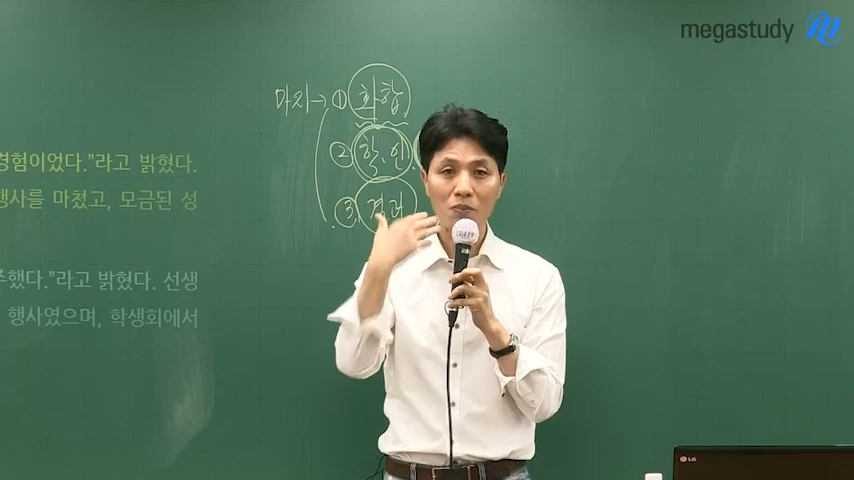 megastudy
마지→① 화합
② 학, 인
③ 결과
경험이었다."라고 밝혔다.
행사를 마쳤고, 모금된 성
했다."라고 밝혔다. 선생
행사였으며, 학생회에서
LG